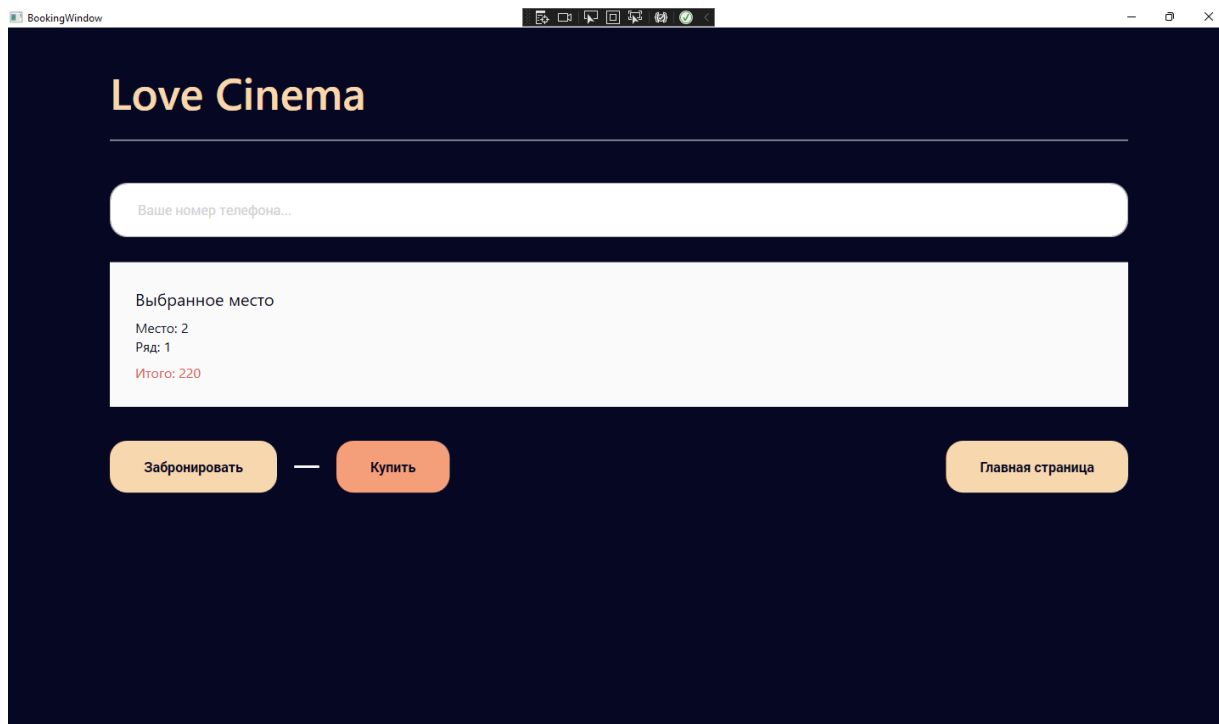 BookingWindow
Love Cinema
Ваше номер телефона...
Выбранное место
Место: 2
Ряд: 1
Итого: 220
Забронировать
Купить
Главная страница